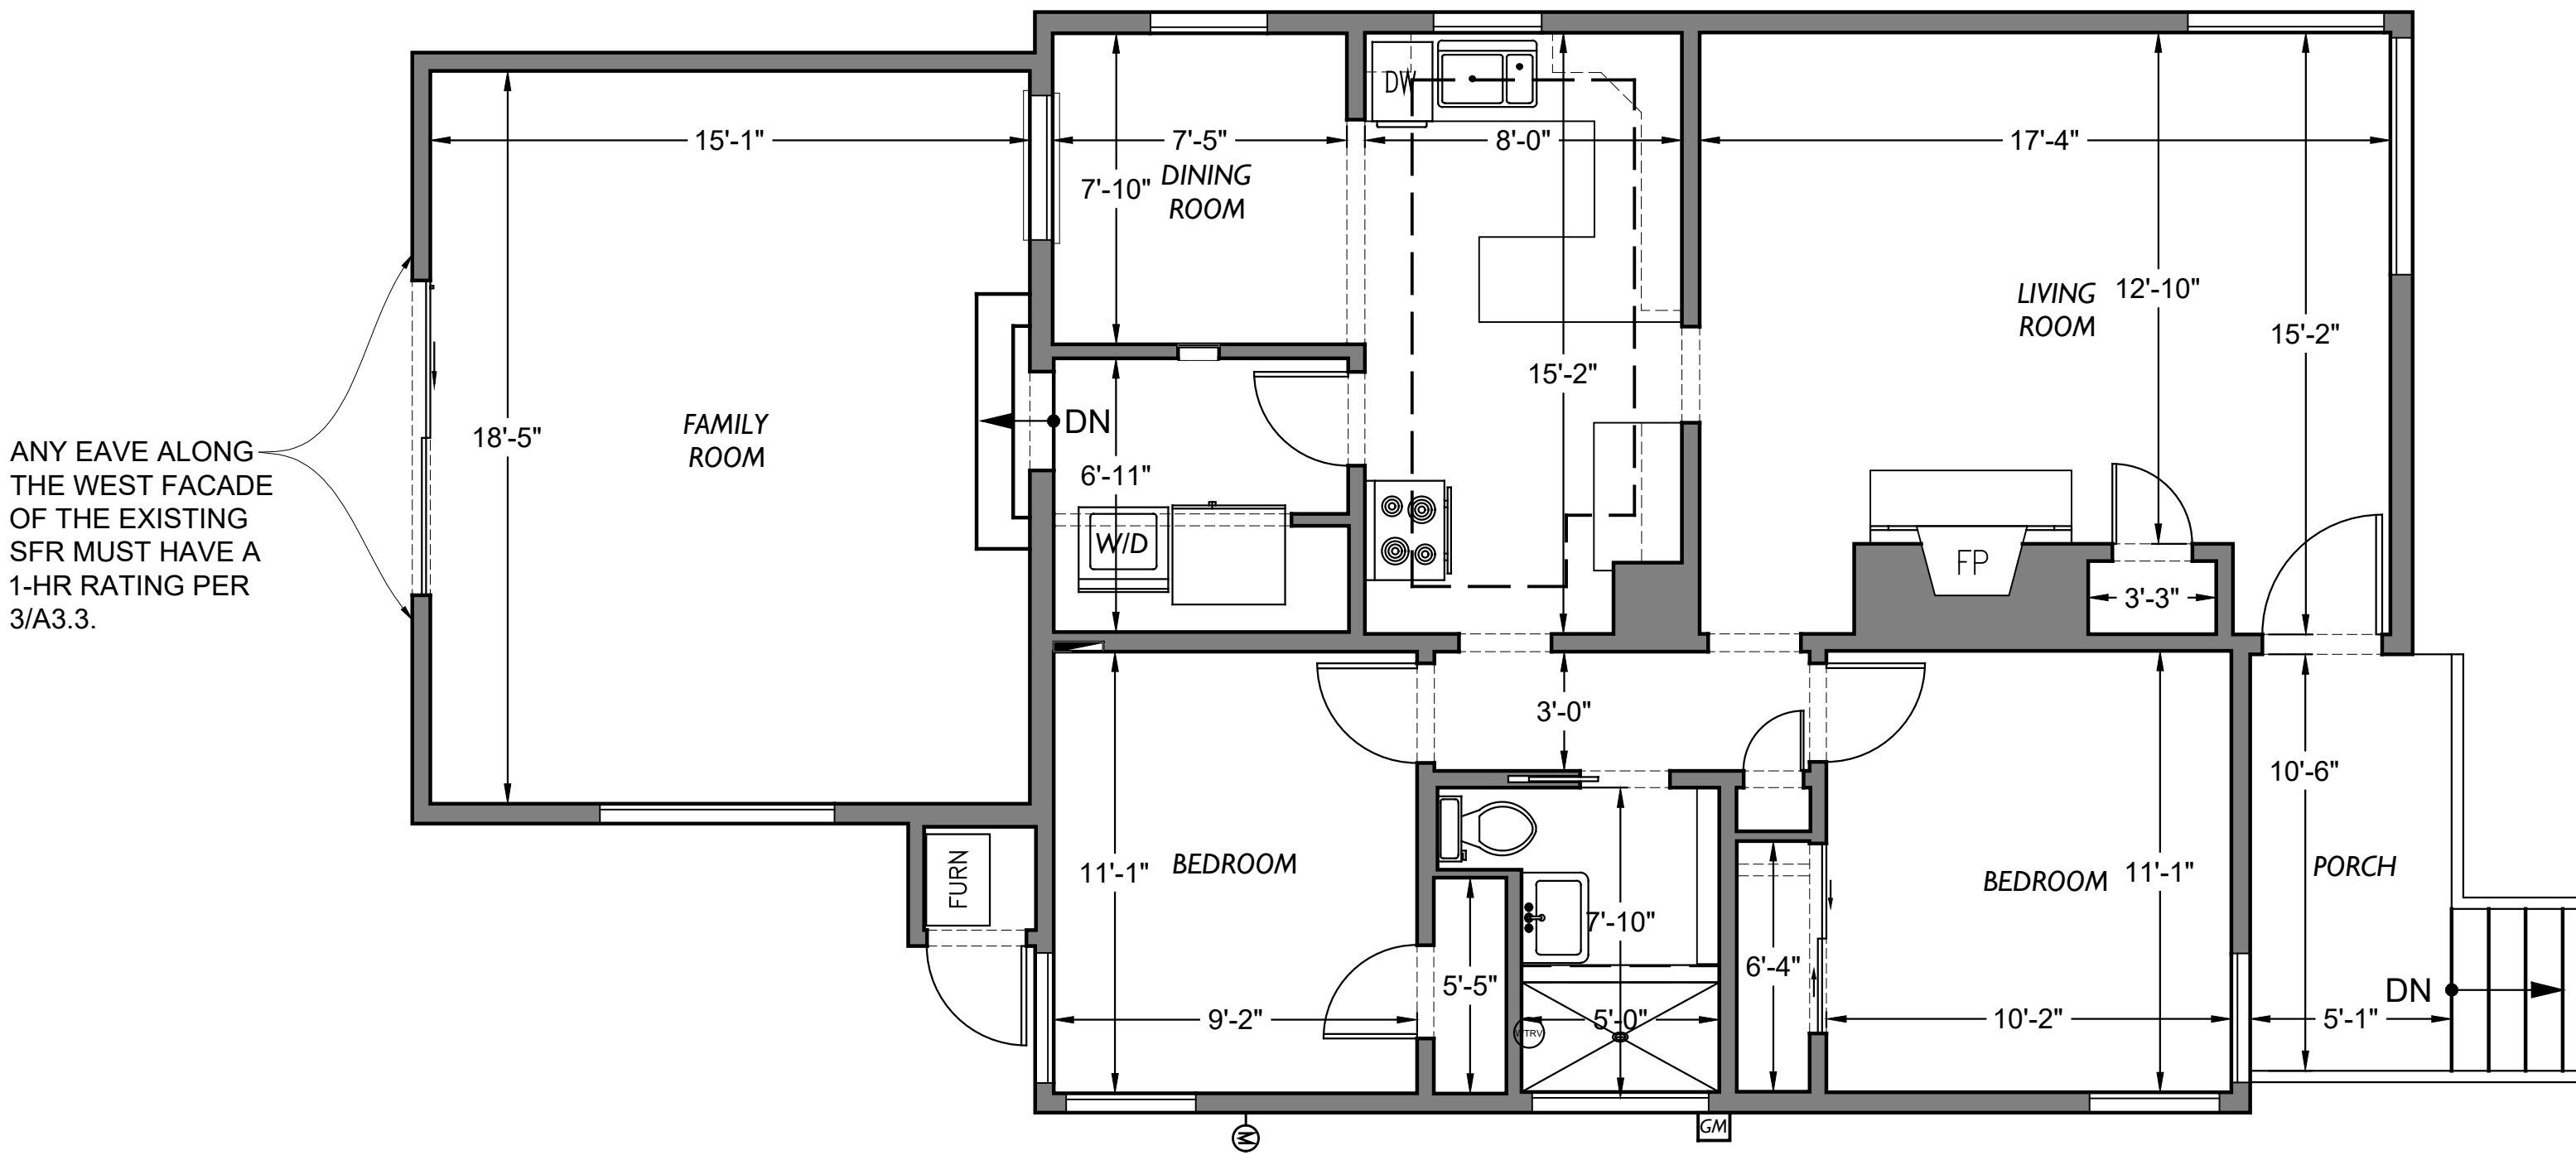 15'-1"
7'-5"
8'-0"
17'-4"
DW
7'-10"
DINING
ROOM
LIVING
ROOM
12'-10"
15'-2"
15'-2"
ANY EAVE ALONG
THE WEST FACADE
OF THE EXISTING
SFR MUST HAVE A
1-HR RATING PER
3/A3.3.
18'-5"
FAMILY
ROOM
DN
6'-11"
W/D
FP
3'-3"
3'-0"
10'-6"
FURN
11'-1"
BEDROOM
7'-10"
5'-5"
6'-4"
BEDROOM
11'-1"
PORCH
9'-2"
WTRV
5'-0"
10'-2"
DN
5'-1"
M
GM